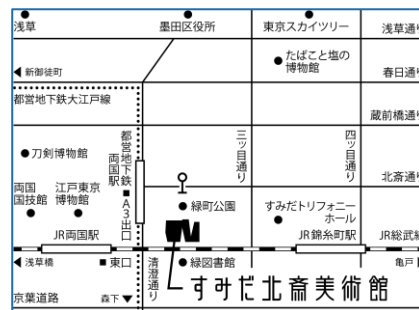 浅草
墨田区役所
東京スカイツリー
浅草通り
たばこと塩の
博物館
新御徒町
春日通り
都営地下鉄大江戸線
蔵前橋通り
刀剣博物館
都営地下鉄
両国駅
A3出口
三ッ目通り
四ッ目通り
北斎通り
両国
国技館
江戸東京
博物館
緑町公園
すみだトリフォニー
ホール
JR両国駅
JR錦糸町駅
JR総武線
浅草橋
東口
清澄通り
緑図書館
亀戸
すみだ北斎美術館
京葉道路
森下